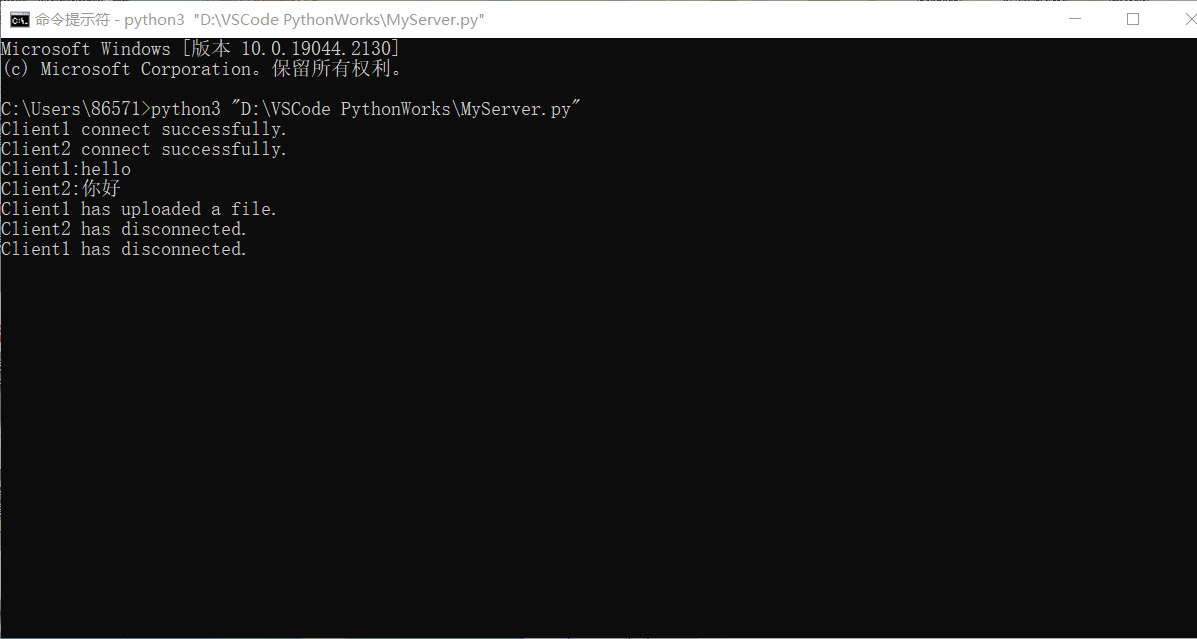 命令提示符 - python3 "D:\VSCode PythonWorks\MyServer.py"
Microsoft Windows [版本 10.0.19044.2130]
(c) Microsoft Corporation。保留所有权利。
C:\Users\86571>python3 "D:\VSCode PythonWorks\MyServer.py"
Client1 connect successfully.
Client2 connect successfully.
Client1:hello
Client2:你好
Client1 has uploaded a file.
Client2 has disconnected.
Client1 has disconnected.